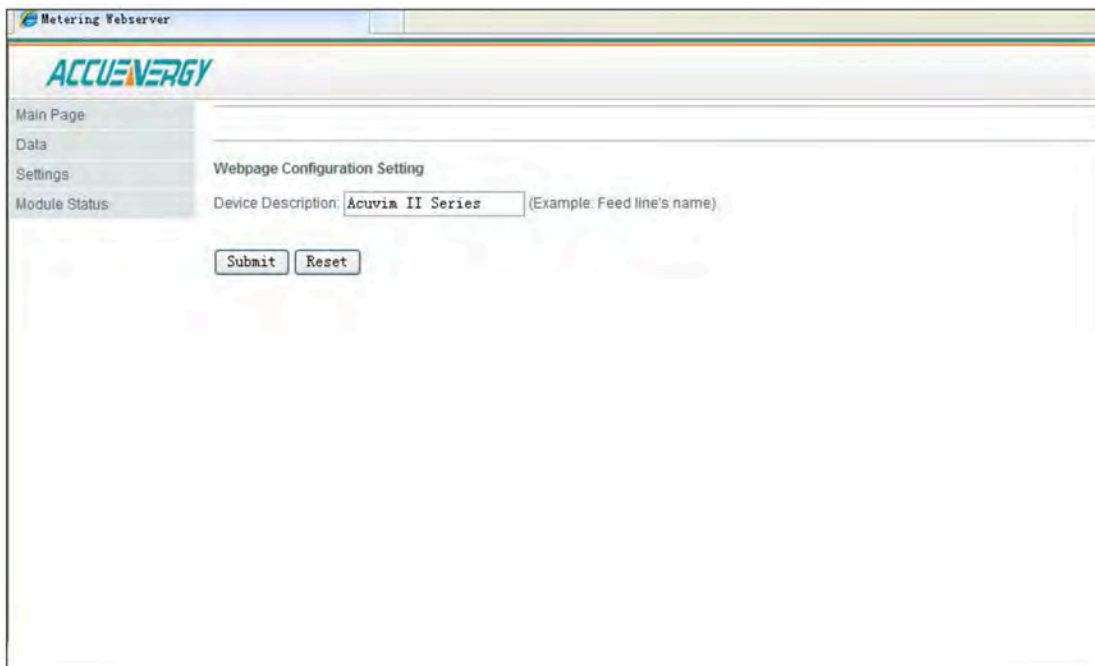 Metering Webserver
ACCUENERGY
Main Page
Data
Settings
Module Status
Webpage Configuration Setting
Device Description: Acuvim II Series (Example: Feed line's name)
Submit Reset